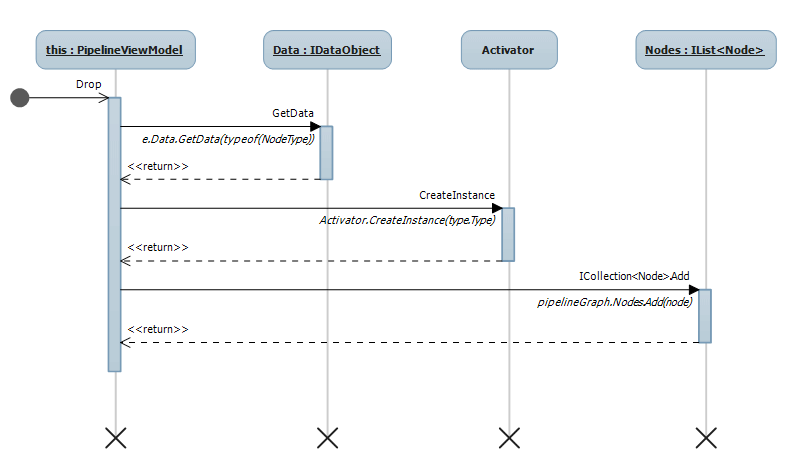 this : PipelineViewModel
Data : IDataObject
Activator
Nodes : IList<Node>
Drop
GetData
e.Data.GetData(typeof(NodeType))
<<return>>
CreateInstance
Activator.CreateInstance(type.Type)
<<return>>
ICollection<Node>.Add
pipelineGraph.Nodes.Add(node)
<<return>>